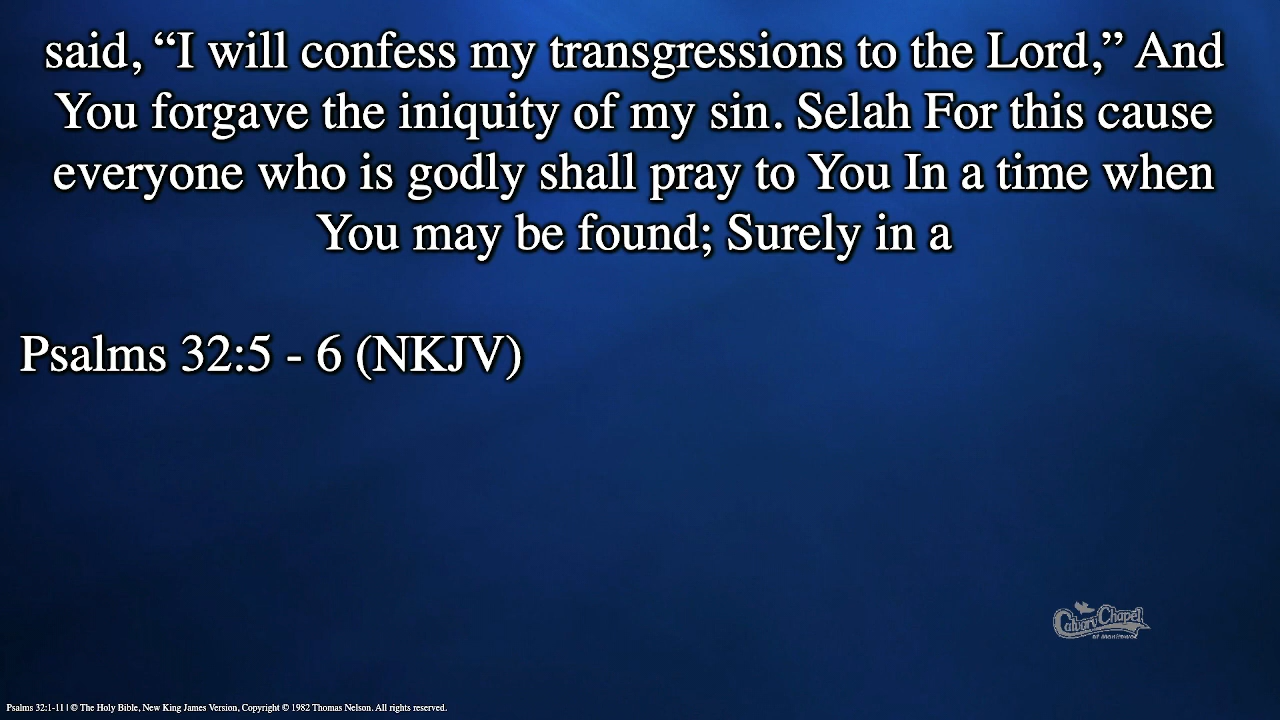 said, “I will confess my transgressions to the Lord,” And
You forgave the iniquity of my sin. Selah For this cause
everyone who is godly shall pray to You In a time when
You may be found; Surely in a
Psalms 32:5 - 6 (NKJV)
Calvary Chapel
of Manitowoc
Psalms 32:1-11 | © The Holy Bible, New King James Version, Copyright © 1982 Thomas Nelson. All rights reserved.